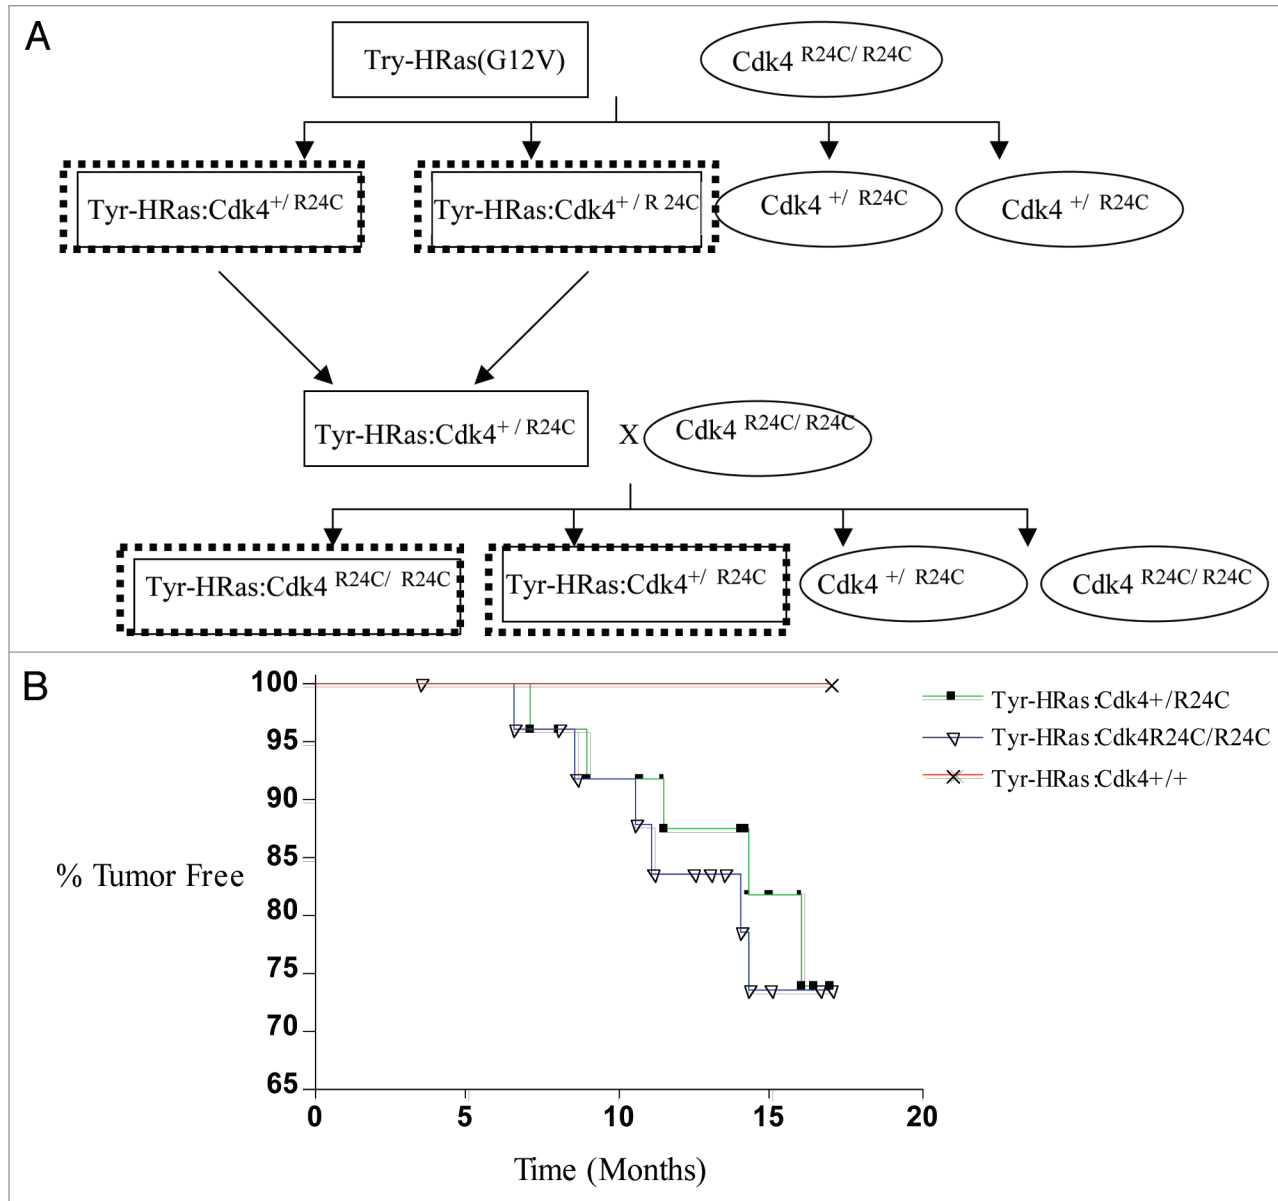 A
Try-HRas(G12V)
Cdk4 R24C/ R24C
Tyr-HRas:Cdk4+/ R24C
Tyr-HRas:Cdk4+ / R 24C
Cdk4 +/ R24C
Cdk4 +/ R24C
Tyr-HRas:Cdk4+ / R24C
X
Cdk4 R24C/ R24C
Tyr-HRas:Cdk4 R24C/ R24C
Tyr-HRas:Cdk4+/ R24C
Cdk4 +/ R24C
Cdk4 R24C/ R24C
B
100
95
90
85
80
75
70
65
% Tumor Free
0
5
10
15
20
Time (Months)
Tyr-HRas:Cdk4+/R24C
Tyr-HRas:Cdk4R24C/R24C
Tyr-HRas:Cdk4+/+